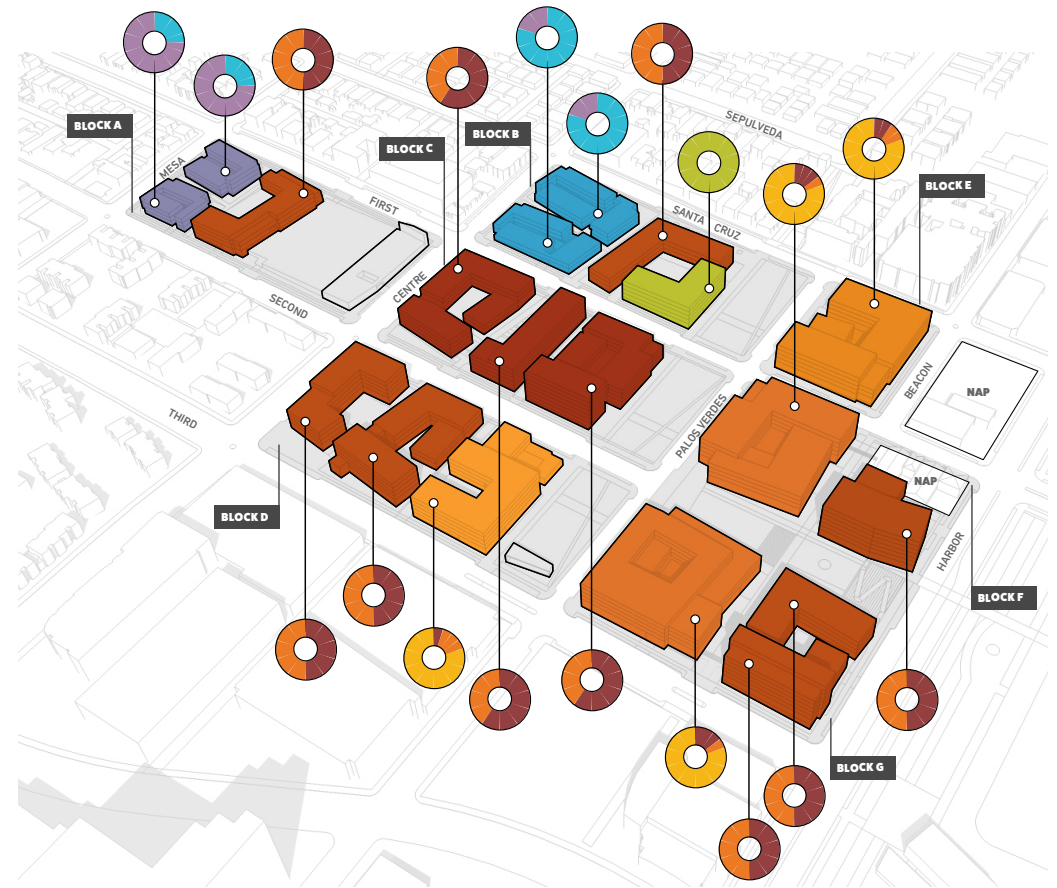 SEPULVEDA
BLOCK A
BLOCK B
BLOCK C
MESA
BLOCK E
FIRST
SANTA CRUZ
CENTRE
SECOND
BEACON
NAP
THIRD
PALOS VERDES
NAP
BLOCK D
HARBOR
BLOCK F
BLOCK G